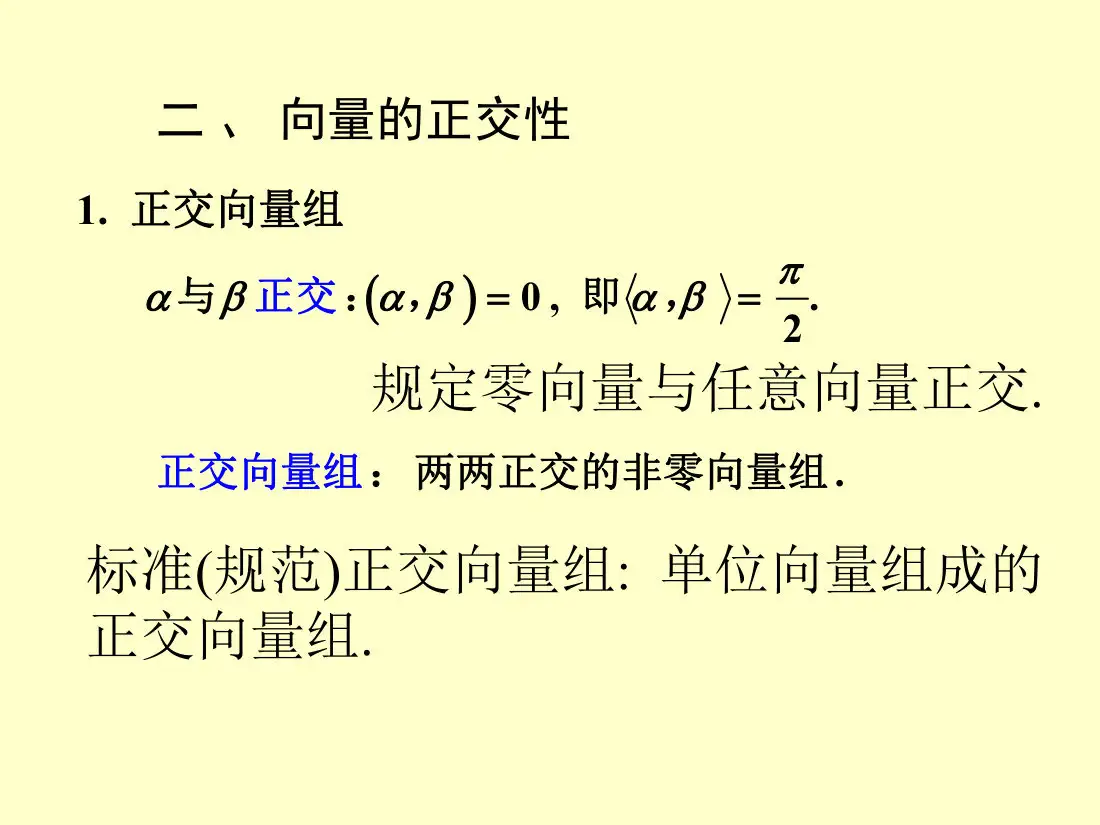 二 、 向量的正交性
1. 正交向量组
α与β 正交：(α，β) = 0 ，即⟨α，β⟩ = π/2.
规定零向量与任意向量正交.
正交向量组： 两两正交的非零向量组．
标准(规范)正交向量组: 单位向量组成的
正交向量组.